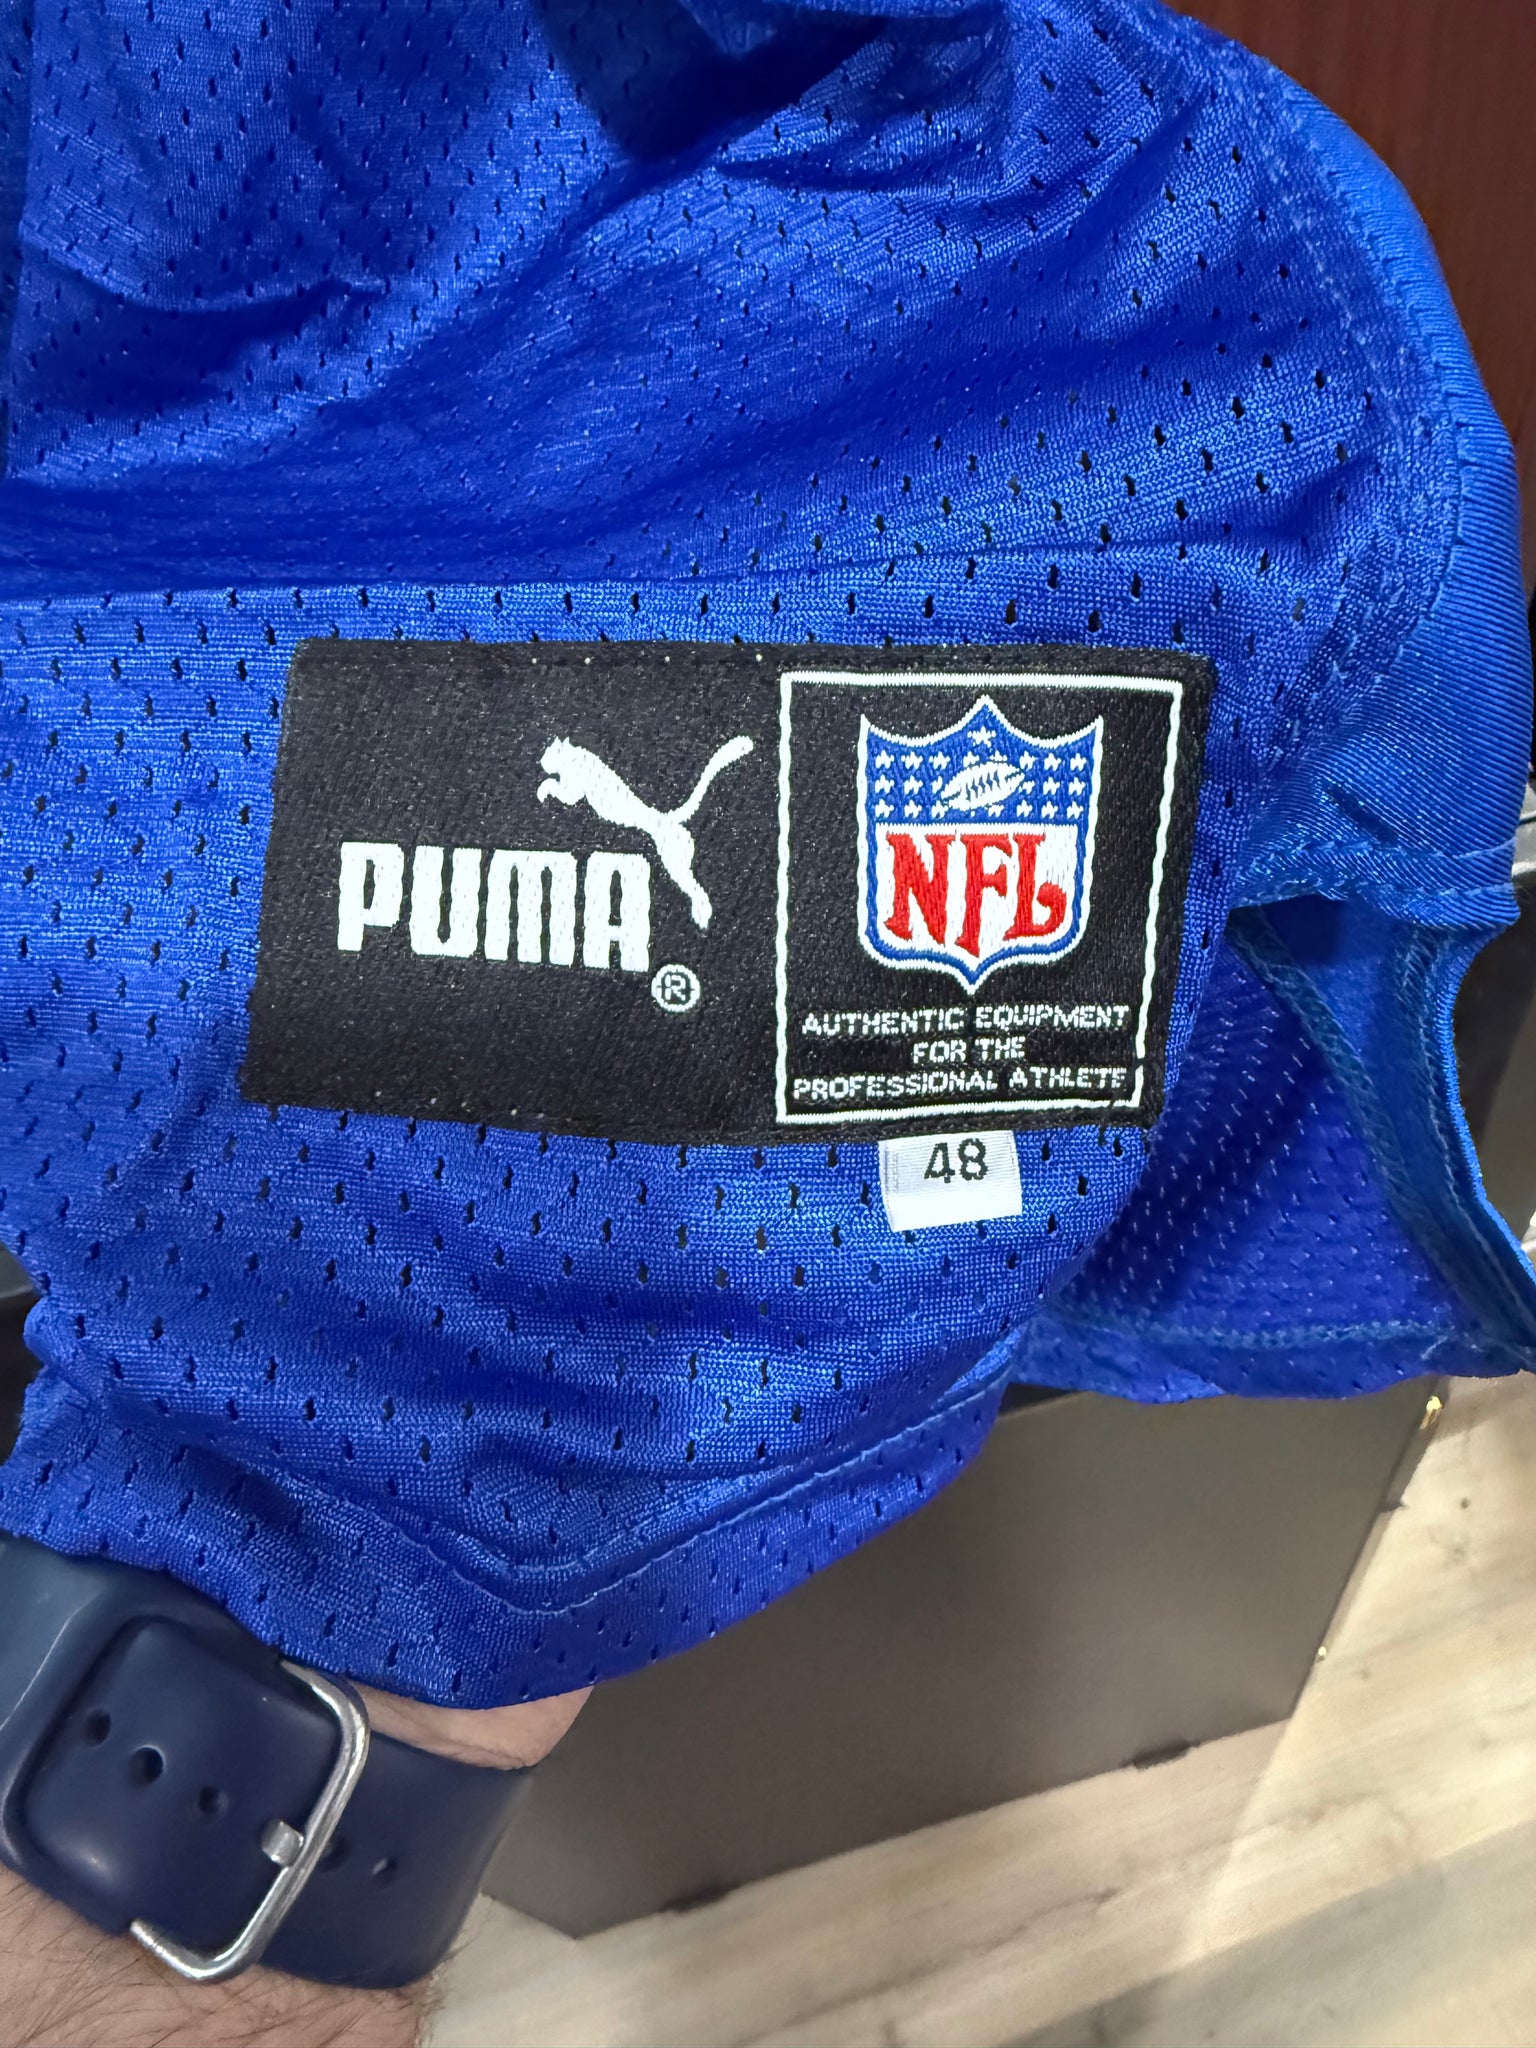 PUMA
®
NFL
AUTHENTIC EQUIPMENT
FOR THE
PROFESSIONAL ATHLETE
48